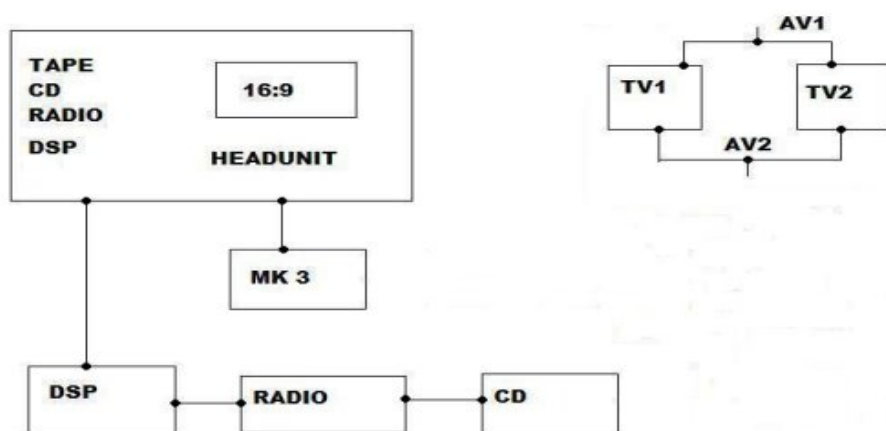 AV1
TAPE
CD
RADIO
DSP
16:9
HEADUNIT
TV1
TV2
AV2
MK 3
DSP
RADIO
CD